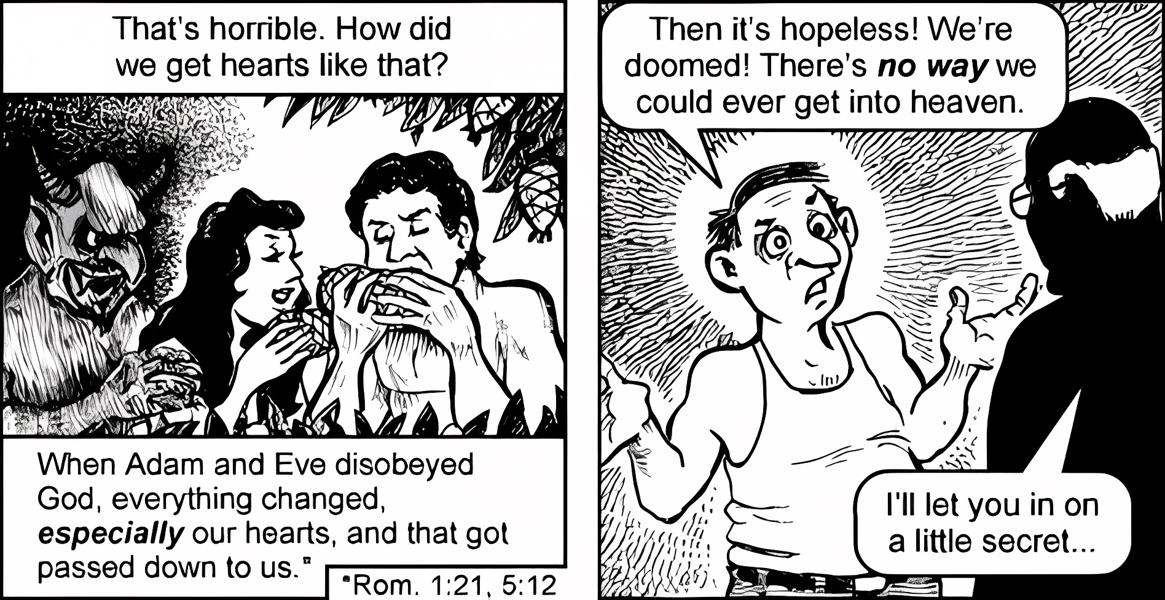 That's horrible. How did
we get hearts like that?
When Adam and Eve disobeyed
God, everything changed,
especially our hearts, and that got
passed down to us."*
*Rom. 1:21, 5:12
Then it's hopeless! We're
doomed! There's no way we
could ever get into heaven.
I'll let you in on
a little secret...